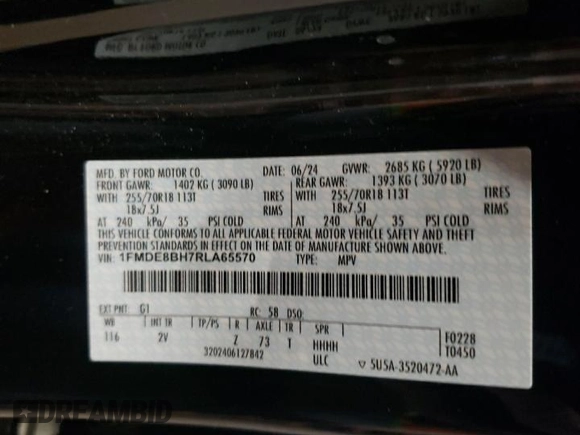 MFD. BY FORD MOTOR CO. DATE: 06/24 GVWR: 2685 KG (5920 LB)
FRONT GAWR: 1402 KG (3090 LB) REAR GAWR: 1393 KG (3070 LB)
WITH 255/70R18 113T TIRES WITH 255/70R18 113T TIRES
18x7.5J RIMS 18x7.5J RIMS
AT 240 kPa/ 35 PSI COLD AT 240 kPa/ 35 PSI COLD
THIS VEHICLE CONFORMS TO ALL APPLICABLE FEDERAL MOTOR VEHICLE SAFETY AND THEFT
PREVENTION STANDARDS IN EFFECT ON THE DATE OF MANUFACTURE SHOWN ABOVE.
VIN: 1FMDE8BH7RLA65570 TYPE: MPV
EXT PNT: G1 RC: 58 DSO:
WB INT TR TP/PS R AXLE TR SPR F0228
116 2V Z 73 T HHHH T0450
3202406127842 ULC ▽ 5U5A-3520472-AA
DREAMBID